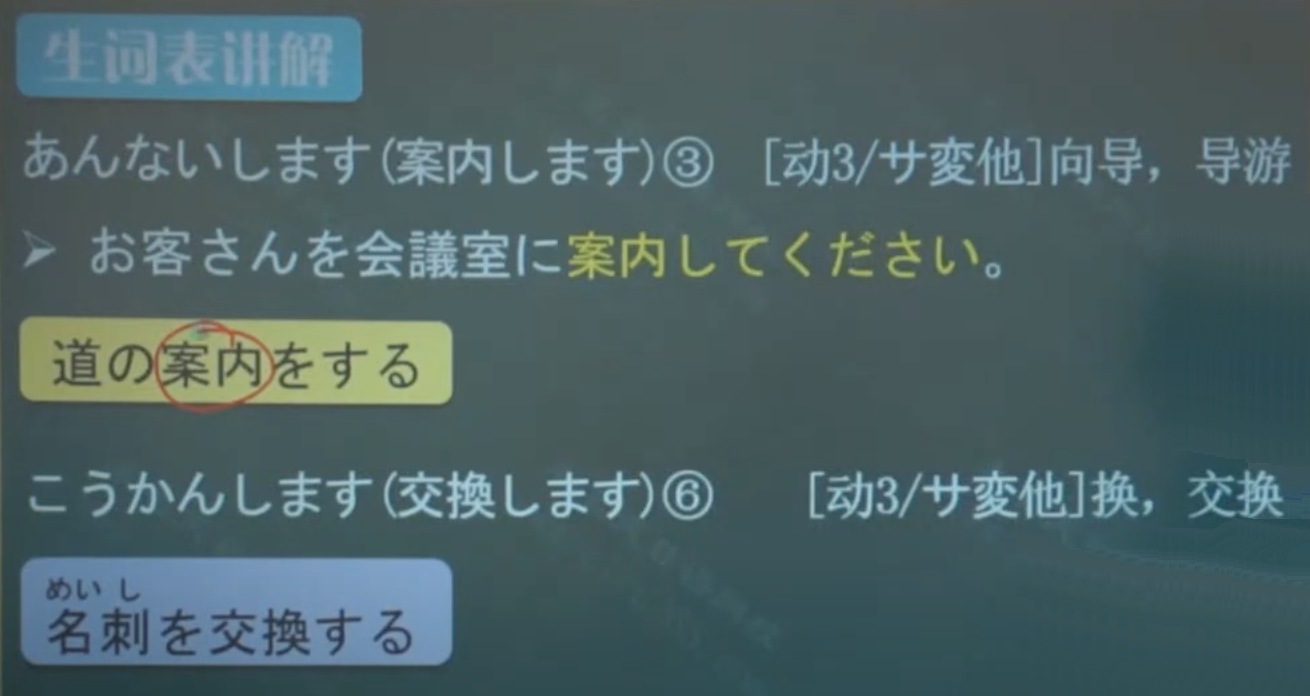 生词表讲解
あんないします(案内します)③ [动3/サ変他]向导，导游
➢ お客さんを会議室に案内してください。
道の案内をする
こうかんします(交換します)⑥ [动3/サ変他]换，交换
めいし
名刺を交換する